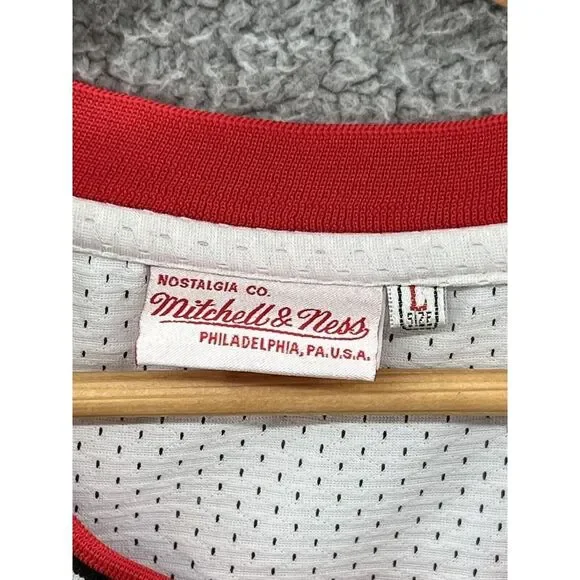 NOSTALGIA CO.
Mitchell & Ness
PHILADELPHIA, PA. U.S.A.
L
SIZE